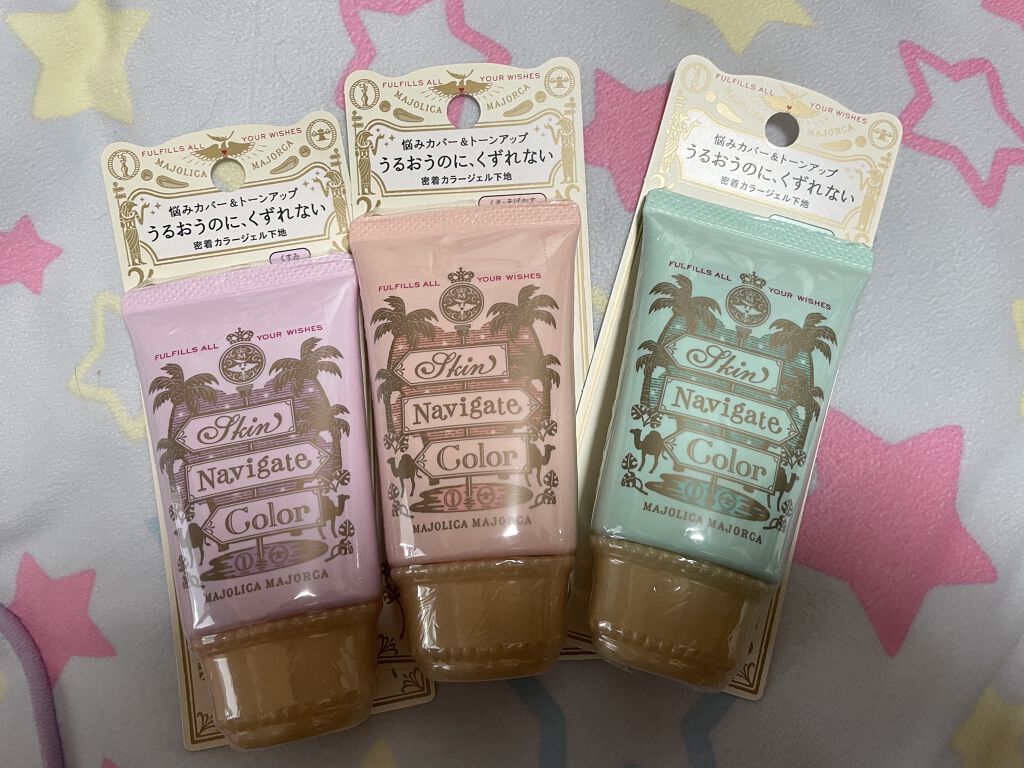 FULFILLS ALL YOUR WISHES
MAJOLICA MAJORCA
悩みカバー&トーンアップ
うるおうのに、くずれない
密着カラージェル下地
くすみ
FULFILLS ALL YOUR WISHES
Skin
Navigate
Color
MAJOLICA MAJORCA
FULFILLS ALL YOUR WISHES
MAJOLICA MAJORCA
悩みカバー&トーンアップ
うるおうのに、くずれない
密着カラージェル下地
くま・そばかす
FULFILLS ALL YOUR WISHES
M
Skin
Navigate
Color
MAJOLICA MAJORCA
FULFILLS ALL YOUR WISHES
MAJORCA
悩みカバー&トーンアップ
うるおうのに、くずれない
密着カラージェル下地
FULFILLS ALL YOUR WISHES
M
Skin
Navigate
Color
MAJOLICA MAJORCA